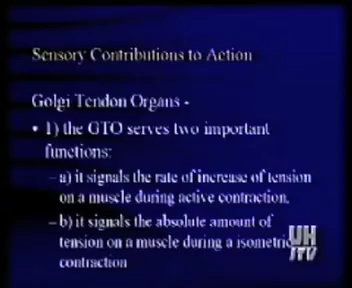 Sensory Contributions to Action
Golgi Tendon Organs -
• 1) the GTO serves two important
functions:
– a) it signals the rate of increase of tension
on a muscle during active contraction,
– b) it signals the absolute amount of
tension on a muscle during a isometric
contraction
UH
ITV